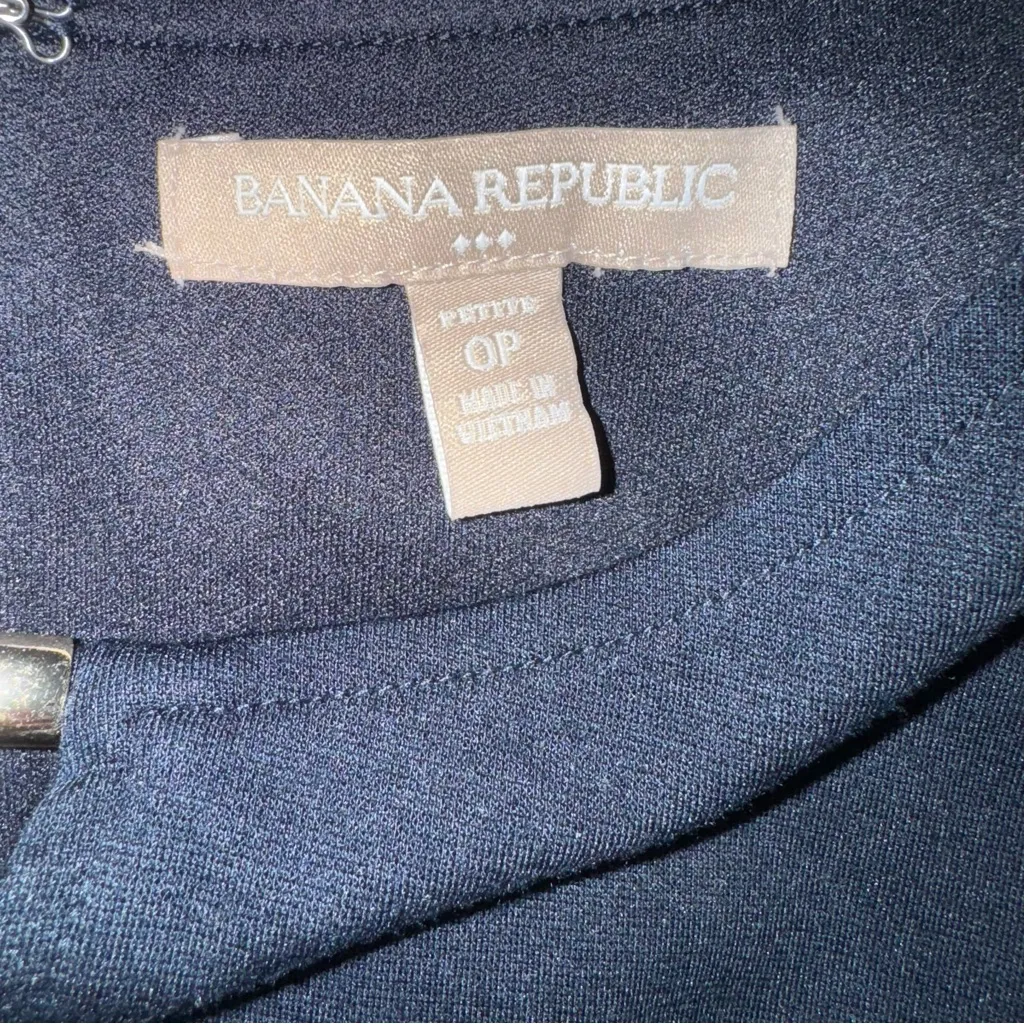 BANANA REPUBLIC
PETITE
0P
MADE IN
VIETNAM